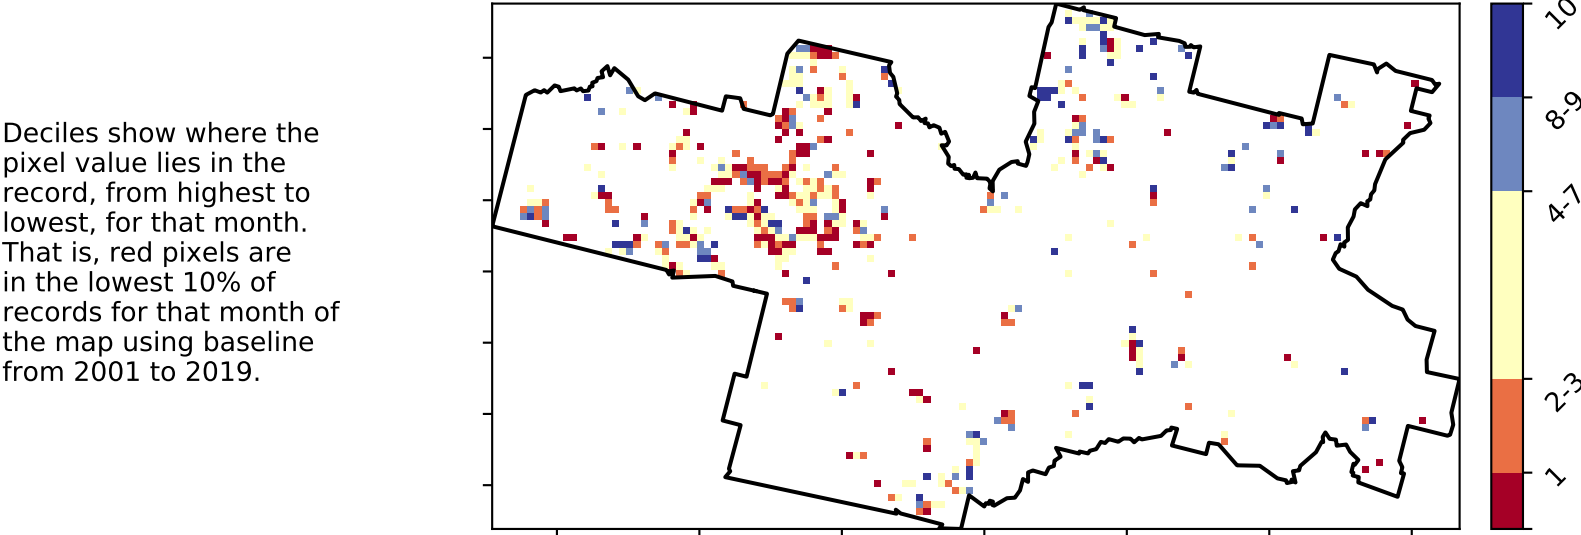 Deciles show where the
pixel value lies in the
record, from highest to
lowest, for that month.
That is, red pixels are
in the lowest 10% of
records for that month of
the map using baseline
from 2001 to 2019.
10
8-9
4-7
2-3
1